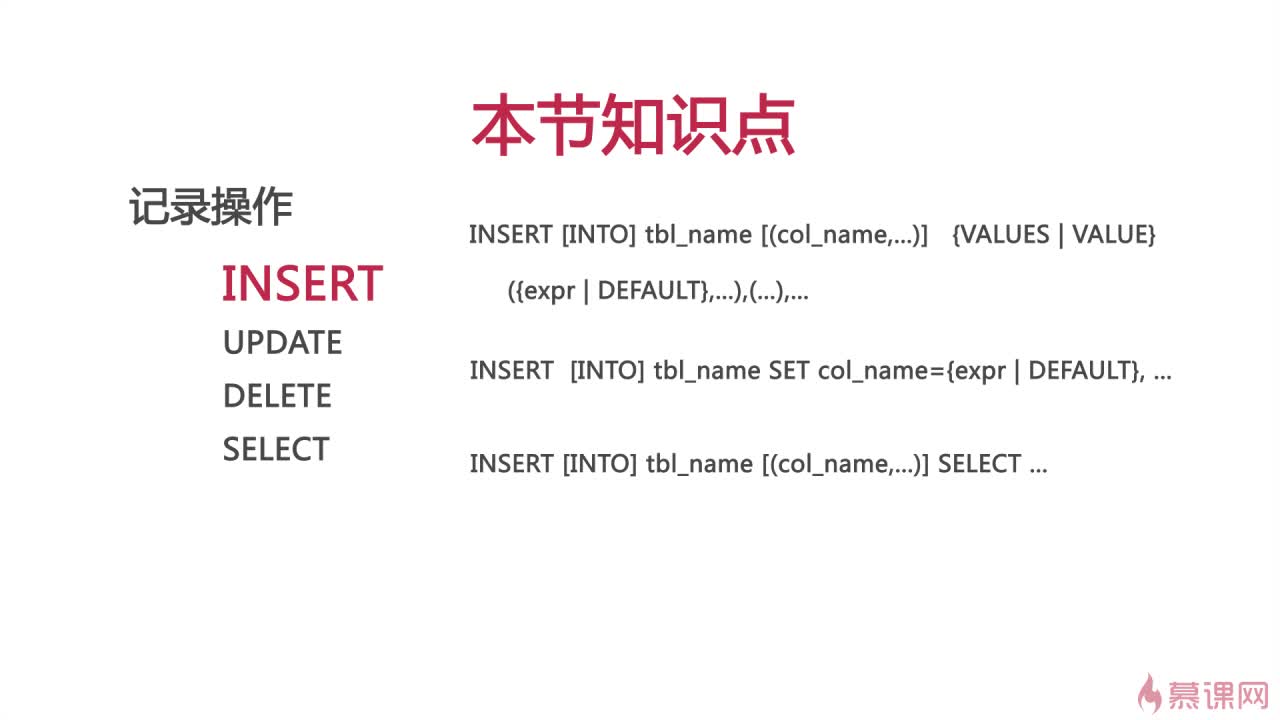 本节知识点
记录操作
INSERT
UPDATE
DELETE
SELECT
INSERT [INTO] tbl_name [(col_name,...)] {VALUES | VALUE}
({expr | DEFAULT},...),(...),...
INSERT [INTO] tbl_name SET col_name={expr | DEFAULT}, ...
INSERT [INTO] tbl_name [(col_name,...)] SELECT ...
慕课网